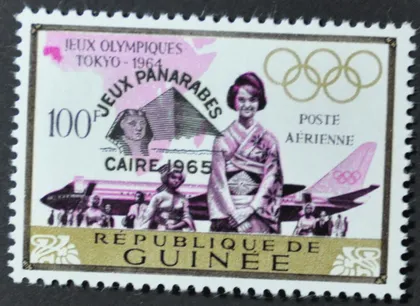 JEUX OLYMPIQUES
TOKYO - 1964
JEUX PANARABES
100F
POSTE
AÉRIENNE
CAIRE 1965
RÉPUBLIQUE DE
GUINÉE